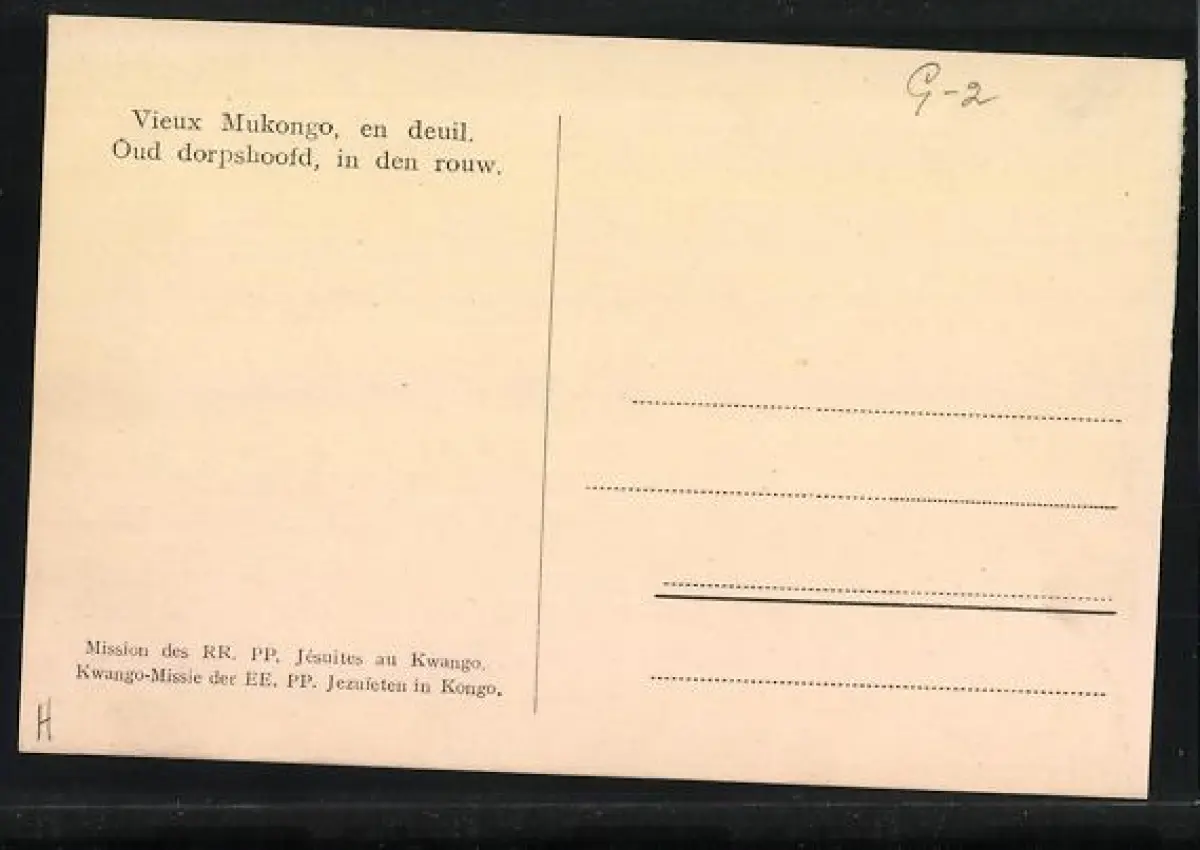 Vieux Mukongo, en deuil.
Oud dorpshoofd, in den rouw.
G-2
Mission des RR. PP. Jésuites au Kwango.
Kwango-Missie der EE. PP. Jezuïeten in Kongo.
H